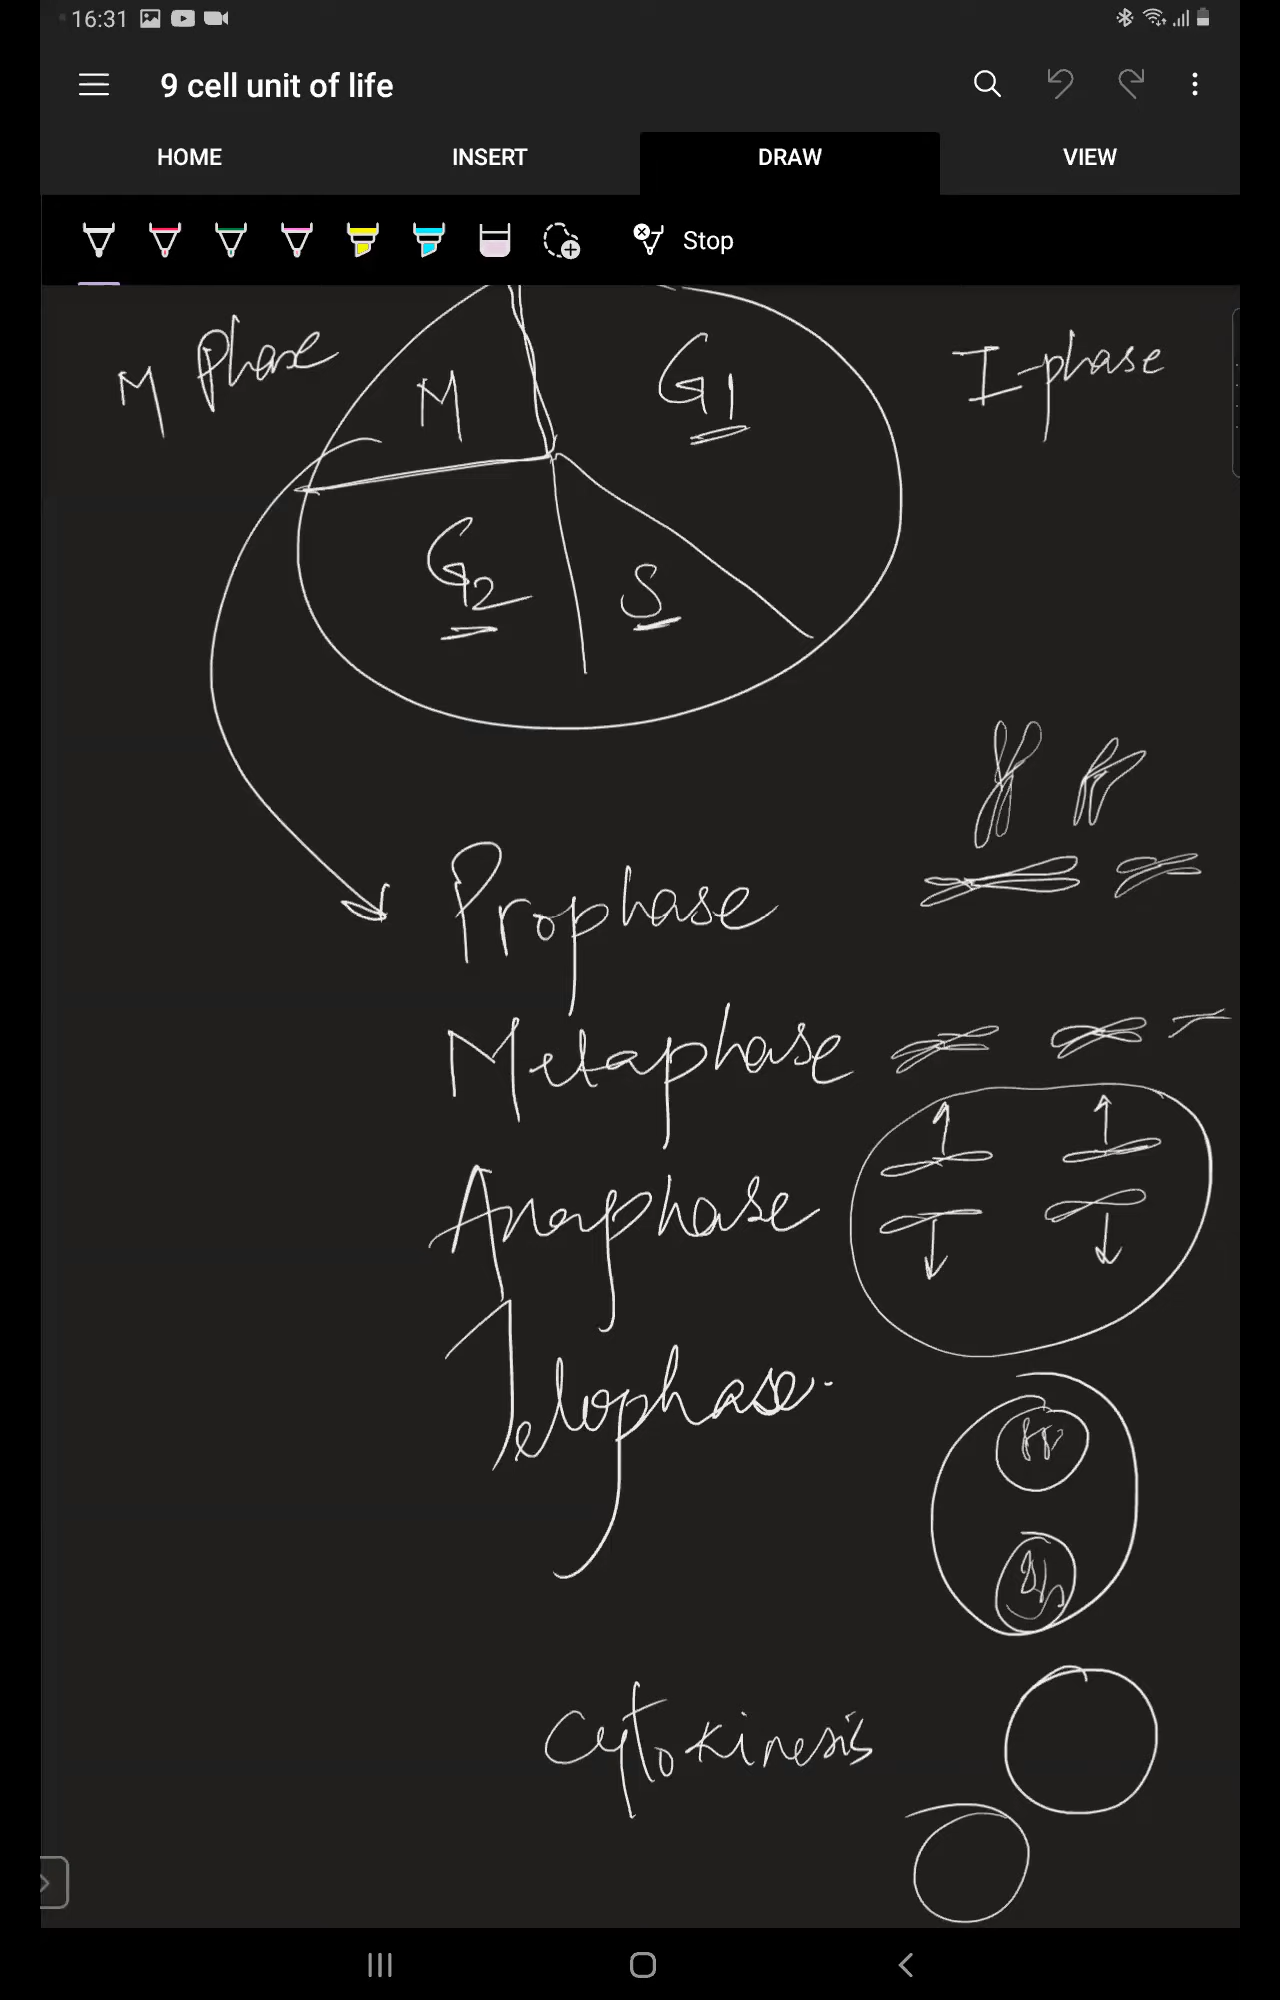 16:31
9 cell unit of life
HOME INSERT DRAW VIEW
Stop
M Phase
M
G1
I-phase
G2
S
Prophase
Metaphase
Anaphase
Telophase.
Cytokinesis